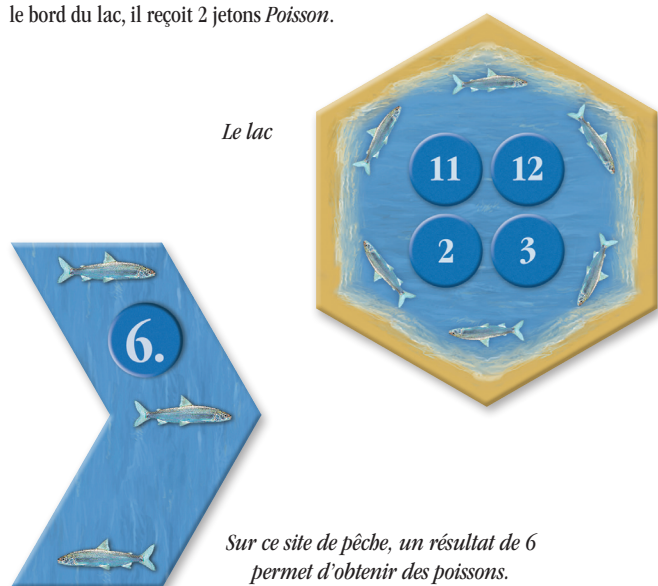 le bord du lac, il reçoit 2 jetons Poisson.
Le lac
11 12
2 3
6.
Sur ce site de pêche, un résultat de 6
permet d'obtenir des poissons.